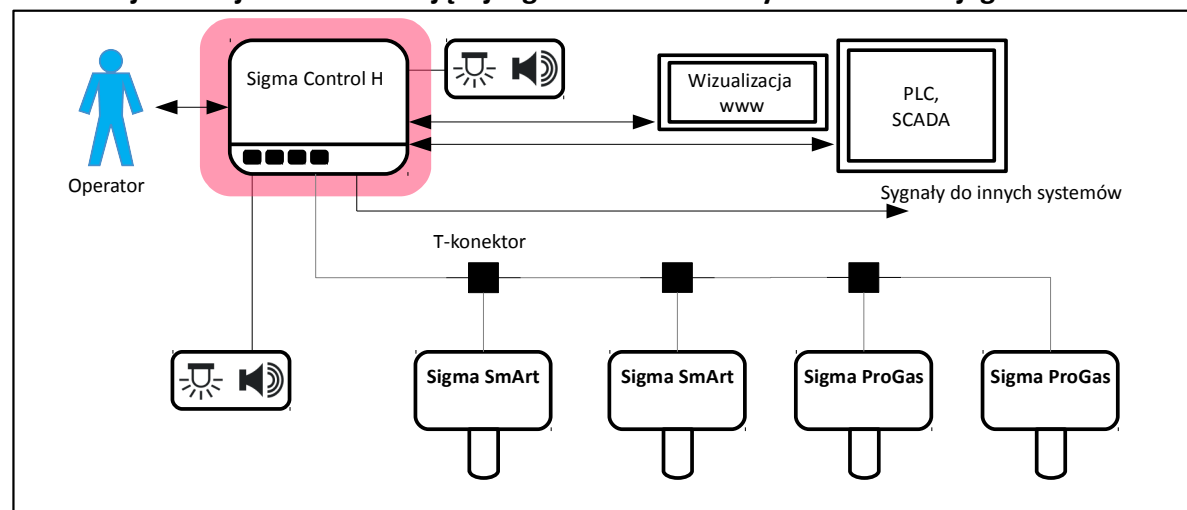 Sigma Control H
Wizualizacja
www
PLC,
SCADA
Operator
Sygnały do innych systemów
T-konektor
Sigma SmArt
Sigma SmArt
Sigma ProGas
Sigma ProGas